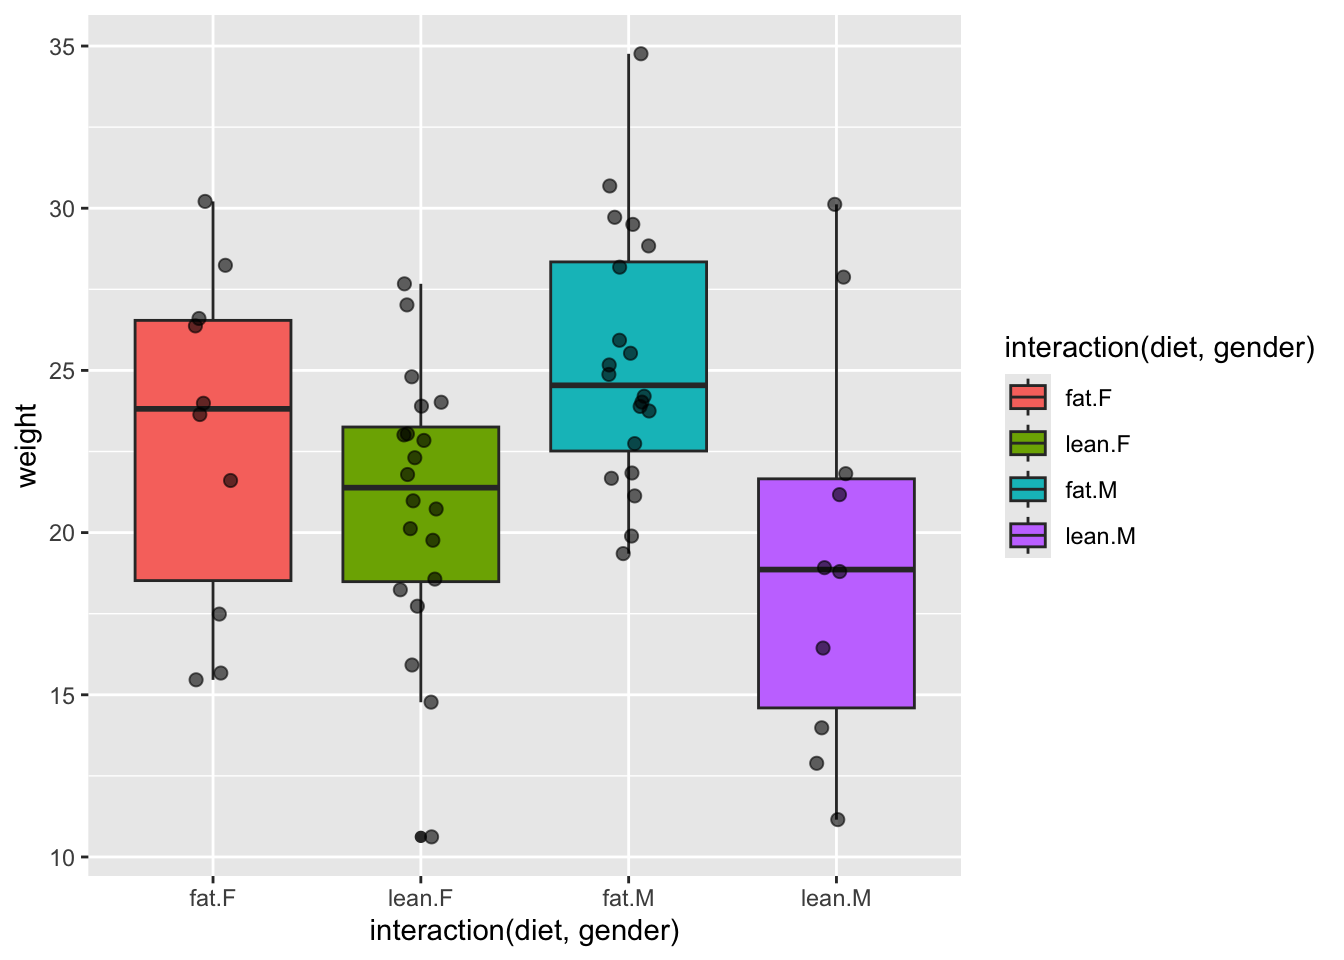 weight
35
30
25
20
15
10
fat.F
lean.F
fat.M
lean.M
interaction(diet, gender)
interaction(diet, gender)
fat.F
lean.F
fat.M
lean.M